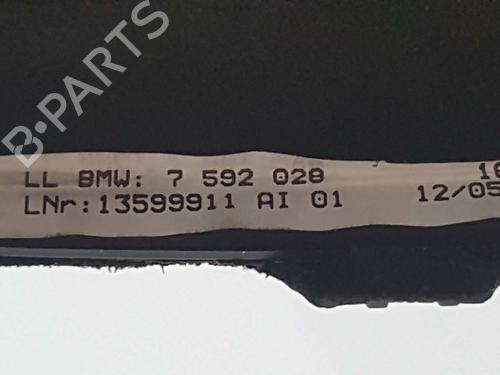 B-PARTS
LL BMW: 7 592 028
LNr:13599911 AI 01
12/05